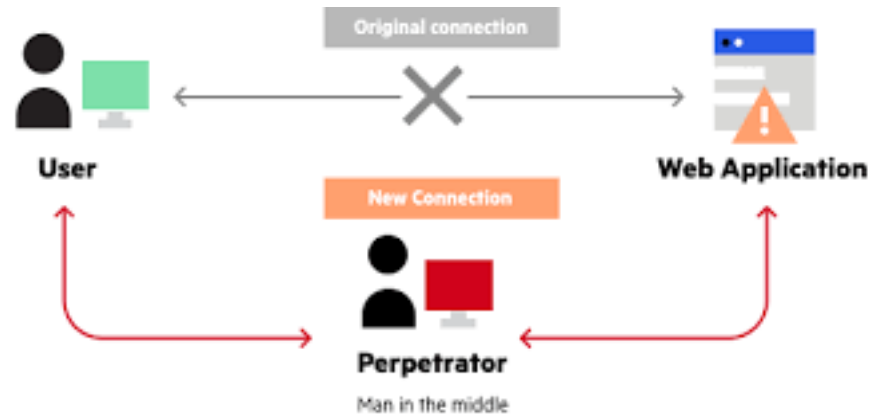 Original connection
User
Web Application
New Connection
Perpetrator
Man in the middle